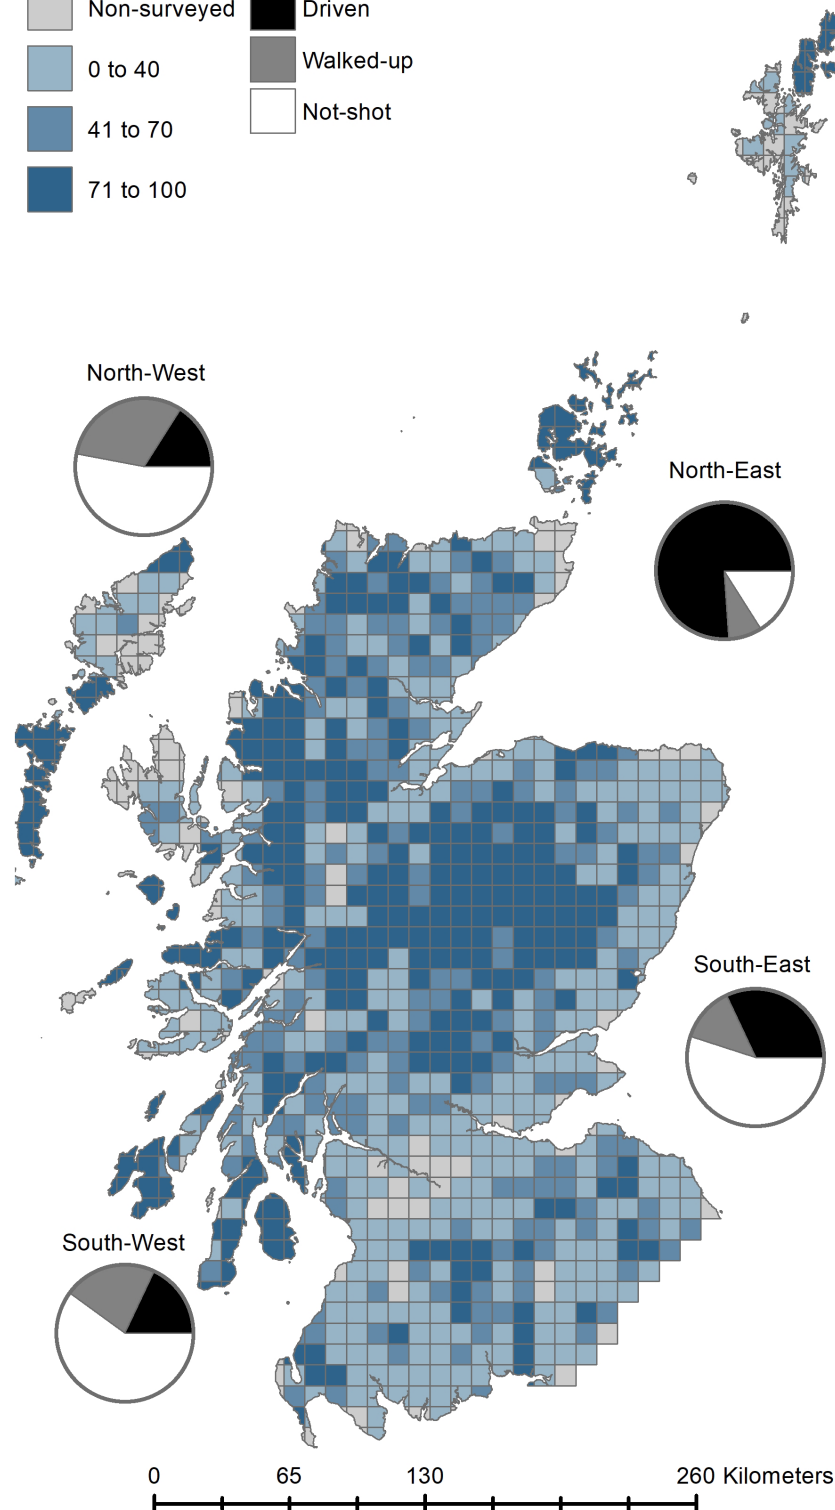 Non-surveyed
Driven
0 to 40
Walked-up
41 to 70
Not-shot
71 to 100
North-West
North-East
South-East
South-West
0 65 130 260 Kilometers